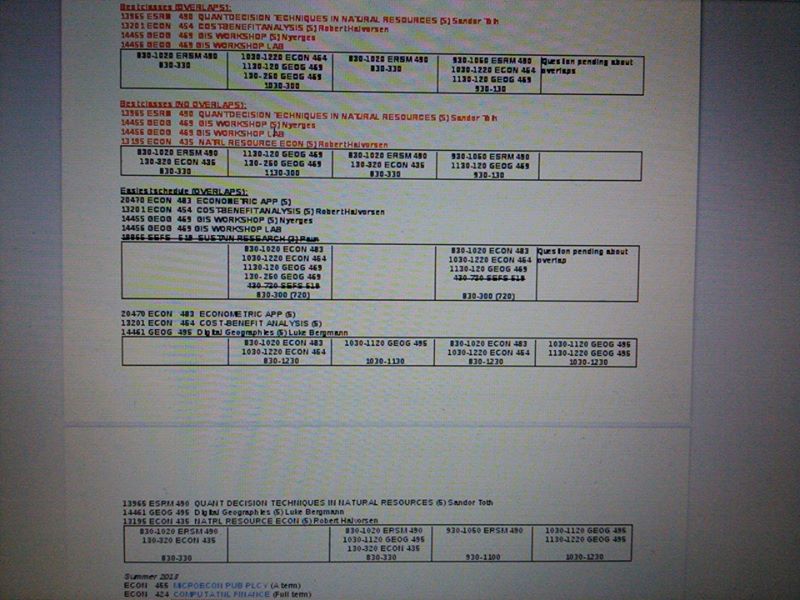 Best classes (OVERLAPS):
13965 ESRM 490 QUANT DECISION TECHNIQUES IN NATURAL RESOURCES (5) Sandor Toth
13201 ECON 454 COST-BENEFIT ANALYSIS (5) Robert Halvorsen
14455 GEOG 469 GIS WORKSHOP (5) Nyerges
14456 GEOG 469 GIS WORKSHOP LAB
830-1020 ERSM 490 1030-1220 ECON 454 830-1020 ERSM 490 930-1050 ESRM 490 Question pending about
830-330 1130-120 GEOG 469 830-330 1030-1220 ECON 454 overlaps
130-250 GEOG 469 1130-120 GEOG 469
1030-300 930-130
Best classes (NO OVERLAPS):
13965 ESRM 490 QUANT DECISION TECHNIQUES IN NATURAL RESOURCES (5) Sandor Toth
14455 GEOG 469 GIS WORKSHOP (5) Nyerges
14456 GEOG 469 GIS WORKSHOP LAB
13195 ECON 435 NATRL RESOURCE ECON (5) Robert Halvorsen
830-1020 ERSM 490 1130-120 GEOG 469 830-1020 ERSM 490 930-1050 ERSM 490
130-320 ECON 435 130-250 GEOG 469 130-320 ECON 435 1130-120 GEOG 469
830-330 1130-300 830-330 930-130
Easiest schedule (OVERLAPS):
20470 ECON 483 ECONOMETRIC APP (5)
13201 ECON 454 COST-BENEFIT ANALYSIS (5) Robert Halvorsen
14455 GEOG 469 GIS WORKSHOP (5) Nyerges
14456 GEOG 469 GIS WORKSHOP LAB
SEFS 519 SUSTAIN RESEARCH (3)
830-1020 ECON 483 830-1020 ECON 483 Question pending about
1030-1220 ECON 454 1030-1220 ECON 454 overlap
1130-120 GEOG 469 1130-120 GEOG 469
130-250 GEOG 469 430-720 SEFS 519
430-720 SEFS 519
830-300 (720) 830-300 (720)
20470 ECON 483 ECONOMETRIC APP (5)
13201 ECON 454 COST-BENEFIT ANALYSIS (5)
14461 GEOG 495 Digital Geographies (5) Luke Bergmann
830-1020 ECON 483 1030-1120 GEOG 495 830-1020 ECON 483 1030-1120 GEOG 495
1030-1220 ECON 454 1030-1220 ECON 454 1130-1220 GEOG 495
830-1230 1030-1130 830-1230 1030-1230
13965 ESRM 490 QUANT DECISION TECHNIQUES IN NATURAL RESOURCES (5) Sandor Toth
14461 GEOG 495 Digital Geographies (5) Luke Bergmann
13195 ECON 435 NATRL RESOURCE ECON (5) Robert Halvorsen
830-1020 ERSM 490 830-1020 ERSM 490 930-1050 ERSM 490 1030-1120 GEOG 495
130-320 ECON 435 1030-1120 GEOG 495 1130-1220 GEOG 495
130-320 ECON 435
830-330 830-330 930-1100 1030-1230
Summer 2013
ECON 455 MICROECON PUB PLCY (A term)
ECON 424 COMPUTATNL FINANCE (Full term)